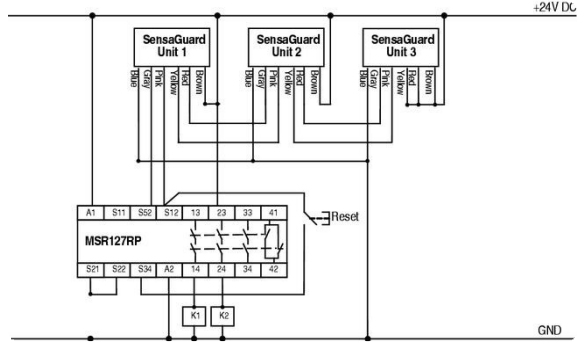 +24V DC
SensaGuard
Unit 1
SensaGuard
Unit 2
SensaGuard
Unit 3
Blue
Gray
Pink
Yellow
Red
Brown
Blue
Gray
Pink
Yellow
Red
Brown
Blue
Gray
Pink
Yellow
Red
Brown
A1 S11 S52 S12 13 23 33 41
Reset
MSR127RP
S21 S22 S34 A2 14 24 34 42
K1 K2
GND